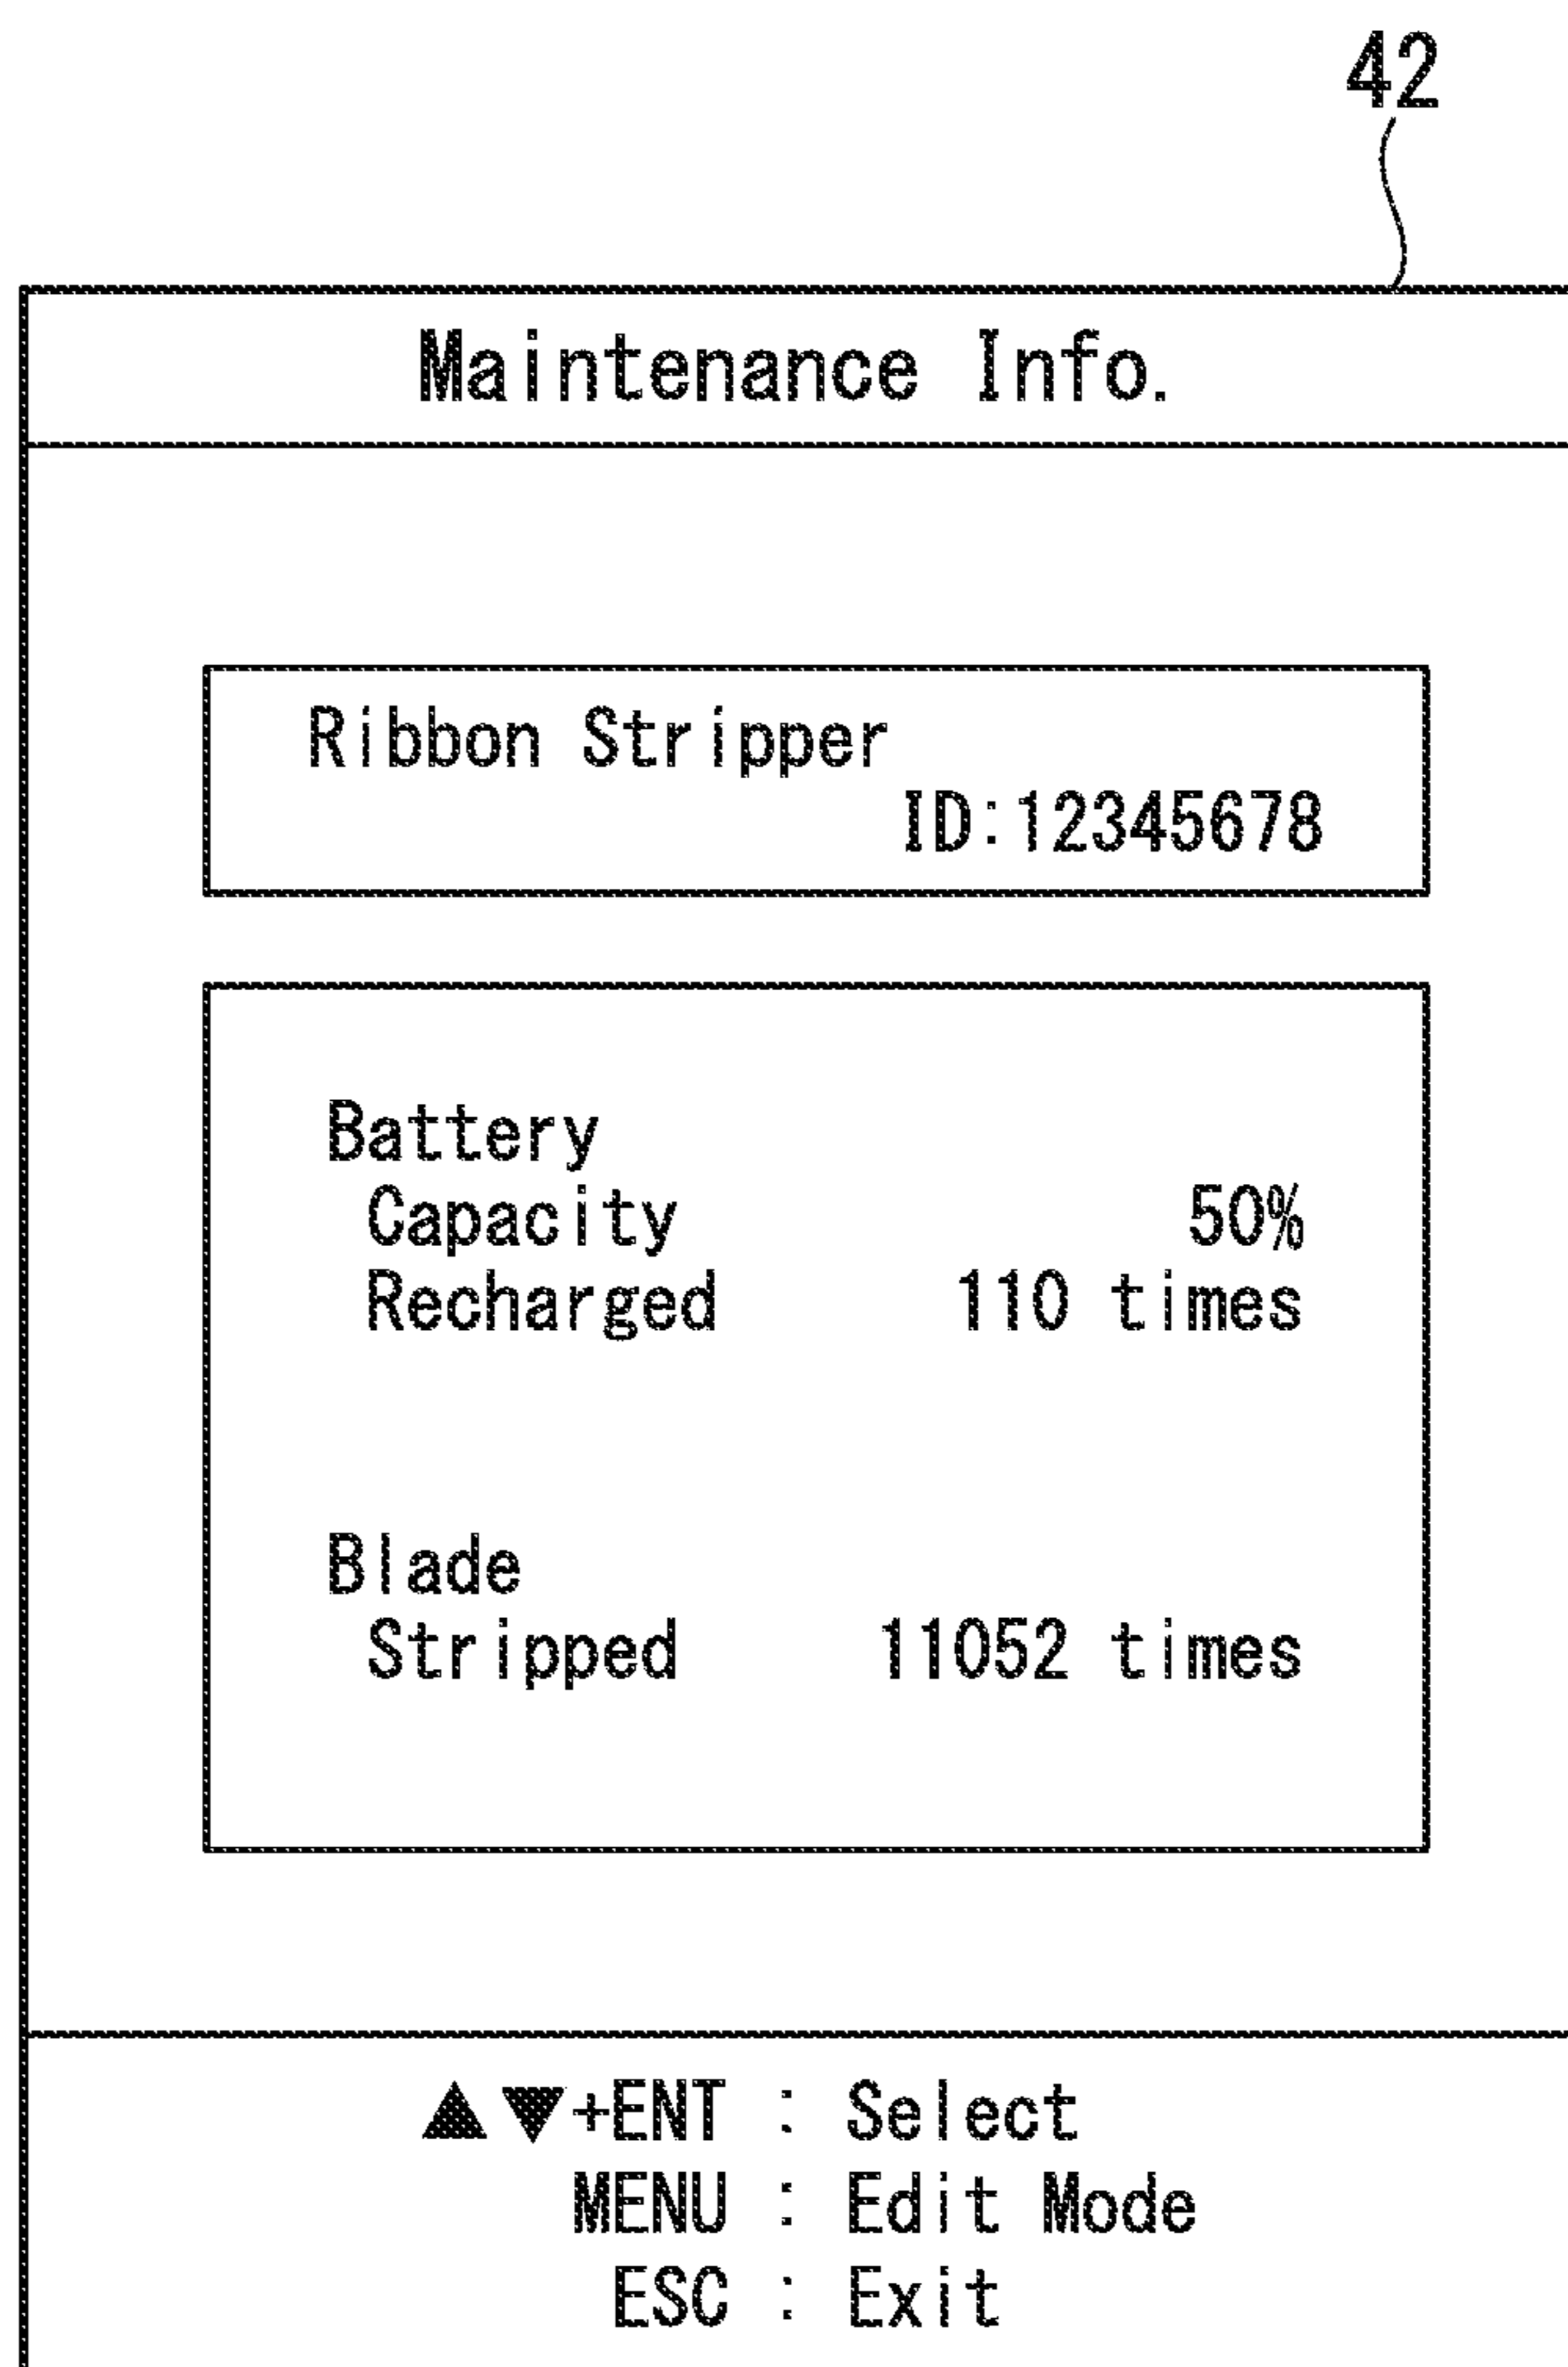 42
Maintenance Info.
Ribbon Stripper
ID:12345678
Battery
Capacity 50%
Recharged 110 times
Blade
Stripped 11052 times
▲▼+ENT : Select
MENU : Edit Mode
ESC : Exit